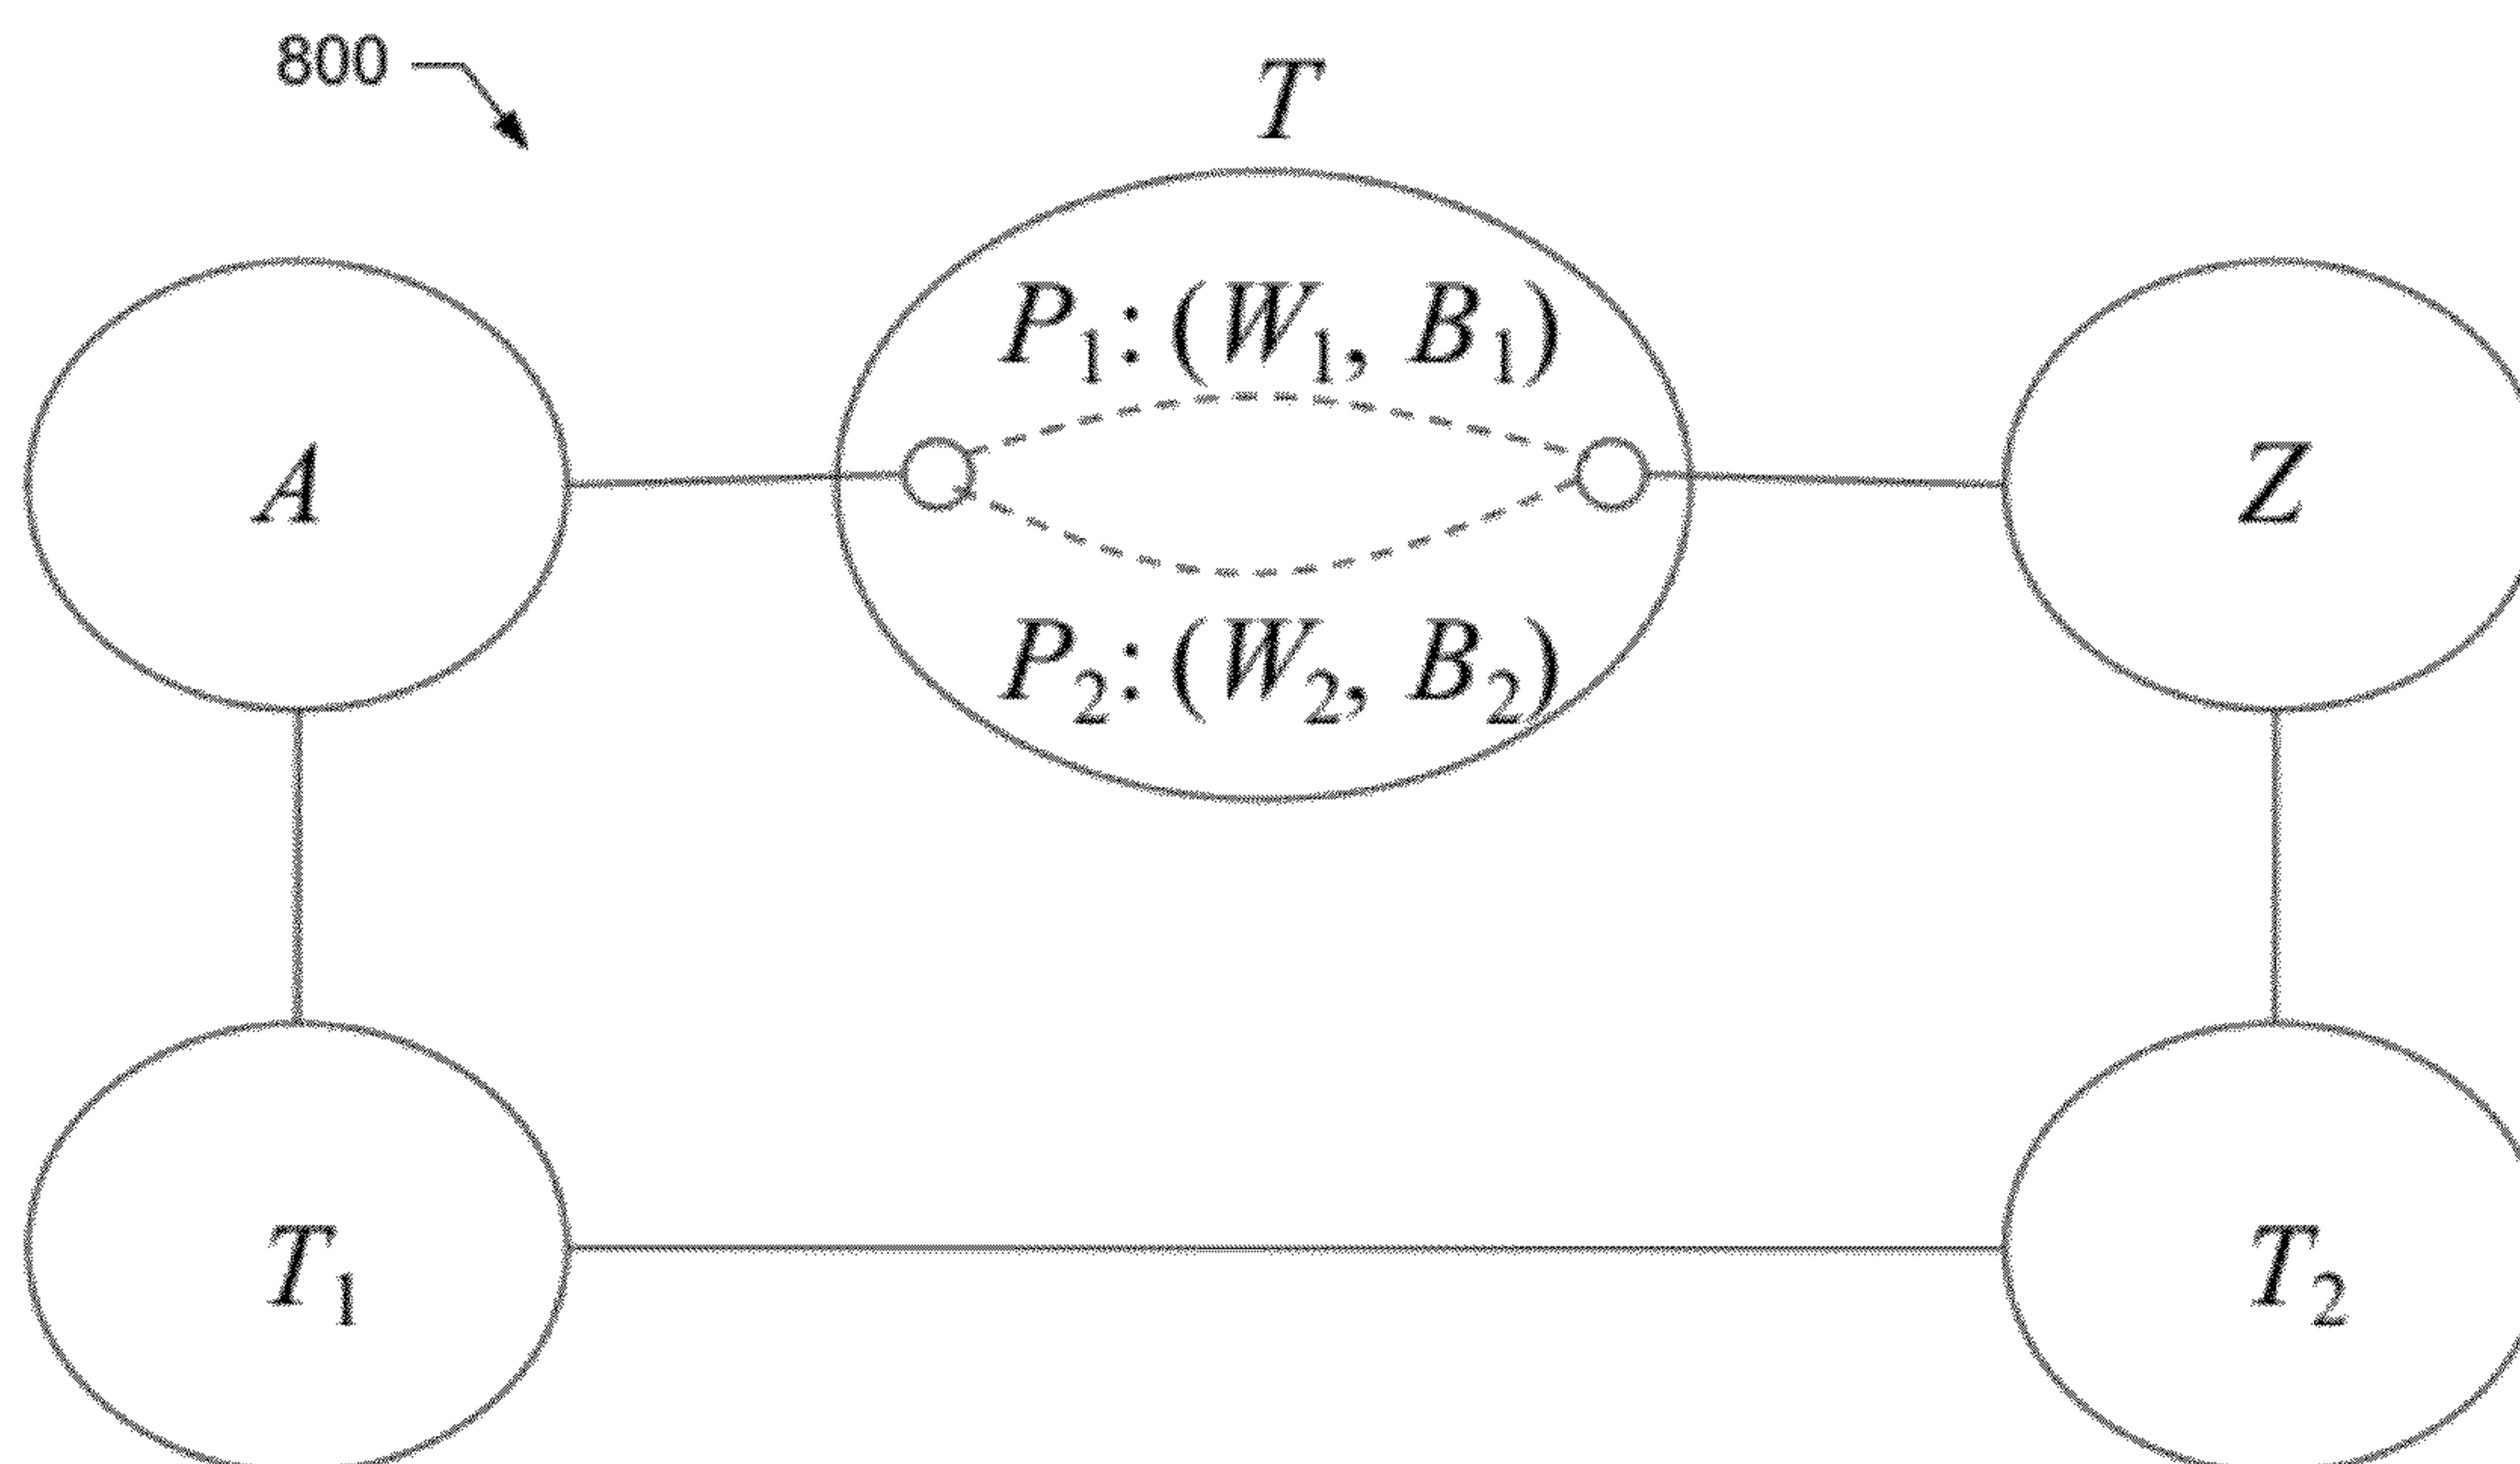 800
T
P₁: (W₁, B₁)
A
Z
P₂: (W₂, B₂)
T₁
T₂